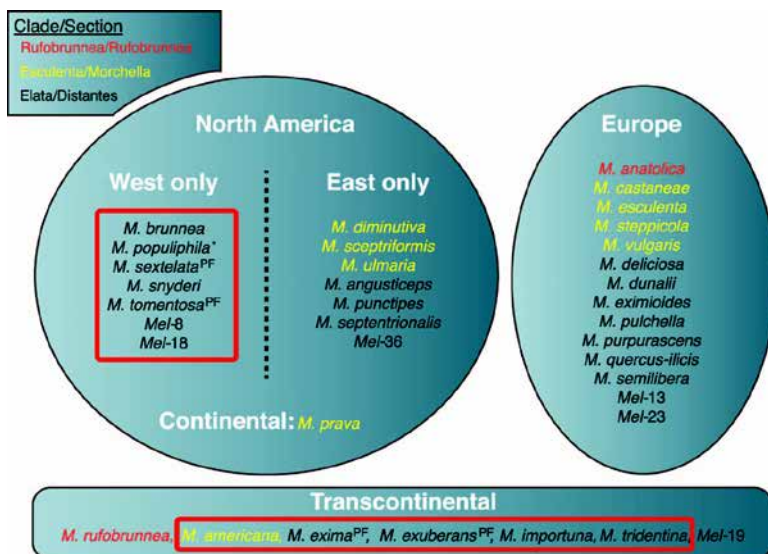 Clade/Section
Rufobrunnea/Rufobrunnea
Esculenta/Morchella
Elata/Distantes
North America
West only
M. brunnea
M. populiphila*
M. sextelataPF
M. snyderi
M. tomentosaPF
Mel-8
Mel-18
East only
M. diminutiva
M. sceptriformis
M. ulmaria
M. angusticeps
M. punctipes
M. septentrionalis
Mel-36
Continental: M. prava
Europe
M. anatolica
M. castaneae
M. esculenta
M. steppicola
M. vulgaris
M. deliciosa
M. dunalii
M. eximioides
M. pulchella
M. purpurascens
M. quercus-ilicis
M. semilibera
Mel-13
Mel-23
Transcontinental
M. rufobrunnea, M. americana, M. eximaPF, M. exuberansPF, M. importuna, M. tridentina, Mel-19